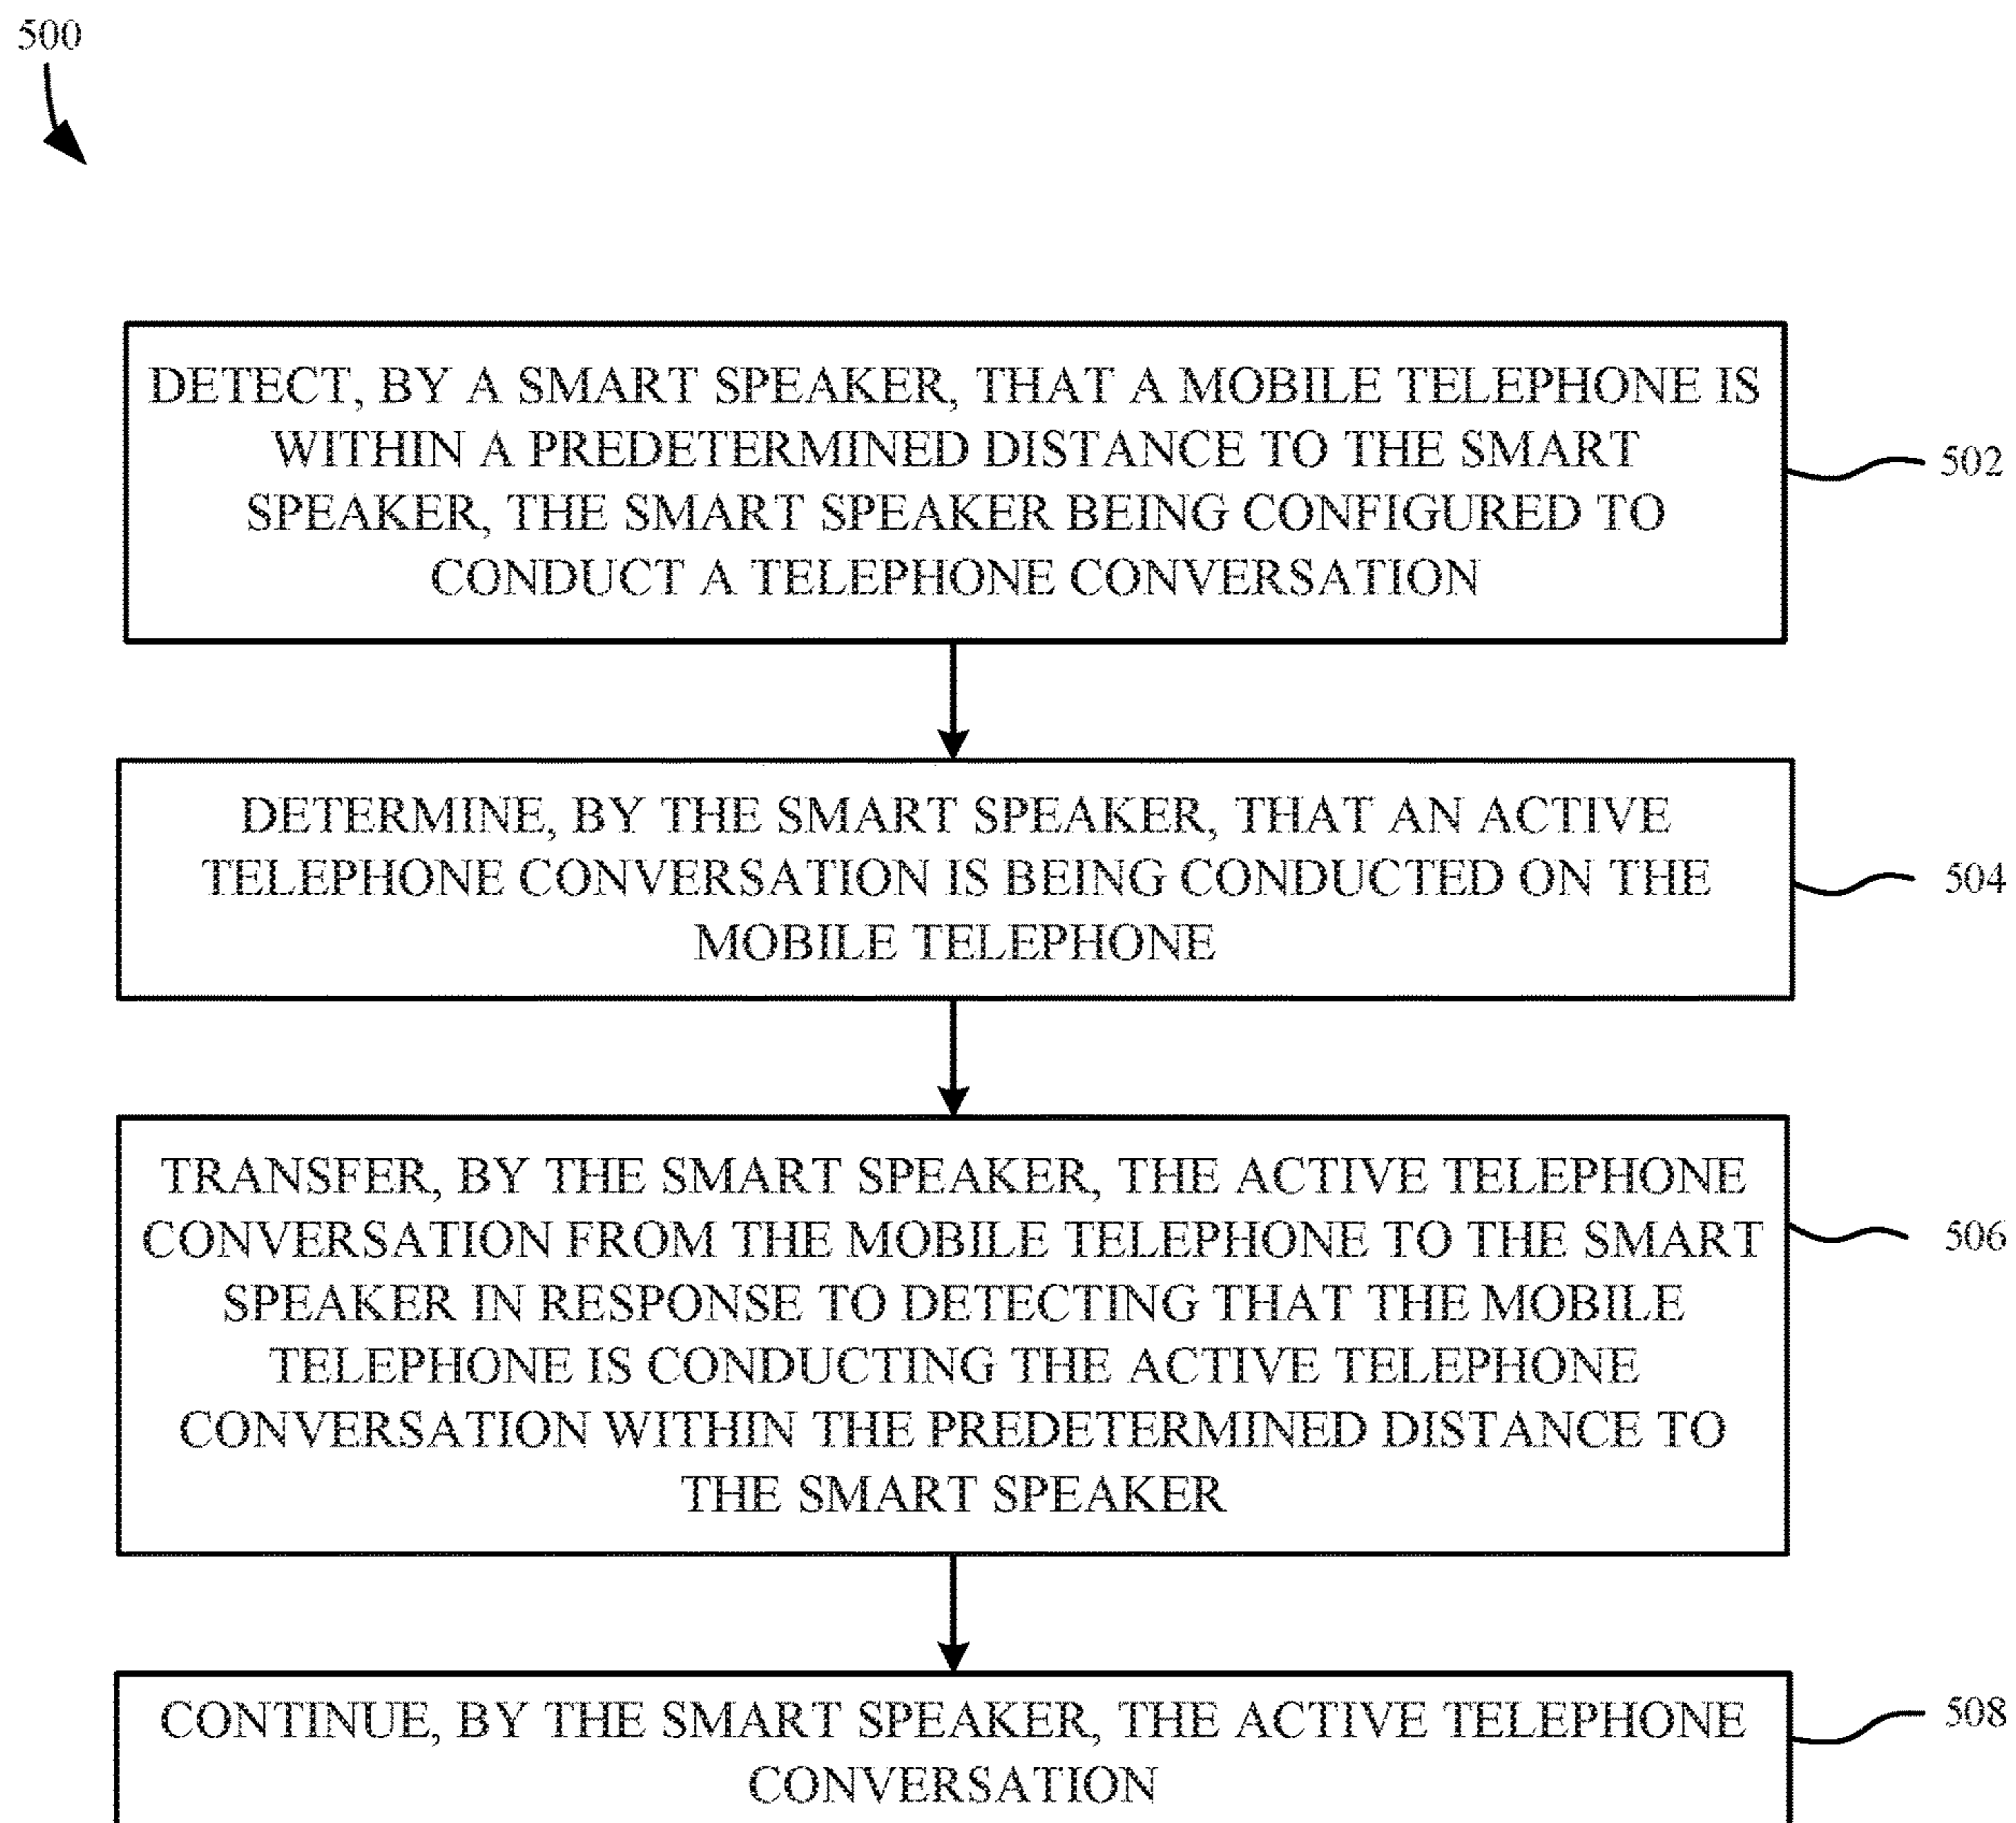 500
DETECT, BY A SMART SPEAKER, THAT A MOBILE TELEPHONE IS
WITHIN A PREDETERMINED DISTANCE TO THE SMART
SPEAKER, THE SMART SPEAKER BEING CONFIGURED TO
CONDUCT A TELEPHONE CONVERSATION
502
DETERMINE, BY THE SMART SPEAKER, THAT AN ACTIVE
TELEPHONE CONVERSATION IS BEING CONDUCTED ON THE
MOBILE TELEPHONE
504
TRANSFER, BY THE SMART SPEAKER, THE ACTIVE TELEPHONE
CONVERSATION FROM THE MOBILE TELEPHONE TO THE SMART
SPEAKER IN RESPONSE TO DETECTING THAT THE MOBILE
TELEPHONE IS CONDUCTING THE ACTIVE TELEPHONE
CONVERSATION WITHIN THE PREDETERMINED DISTANCE TO
THE SMART SPEAKER
506
CONTINUE, BY THE SMART SPEAKER, THE ACTIVE TELEPHONE
CONVERSATION
508